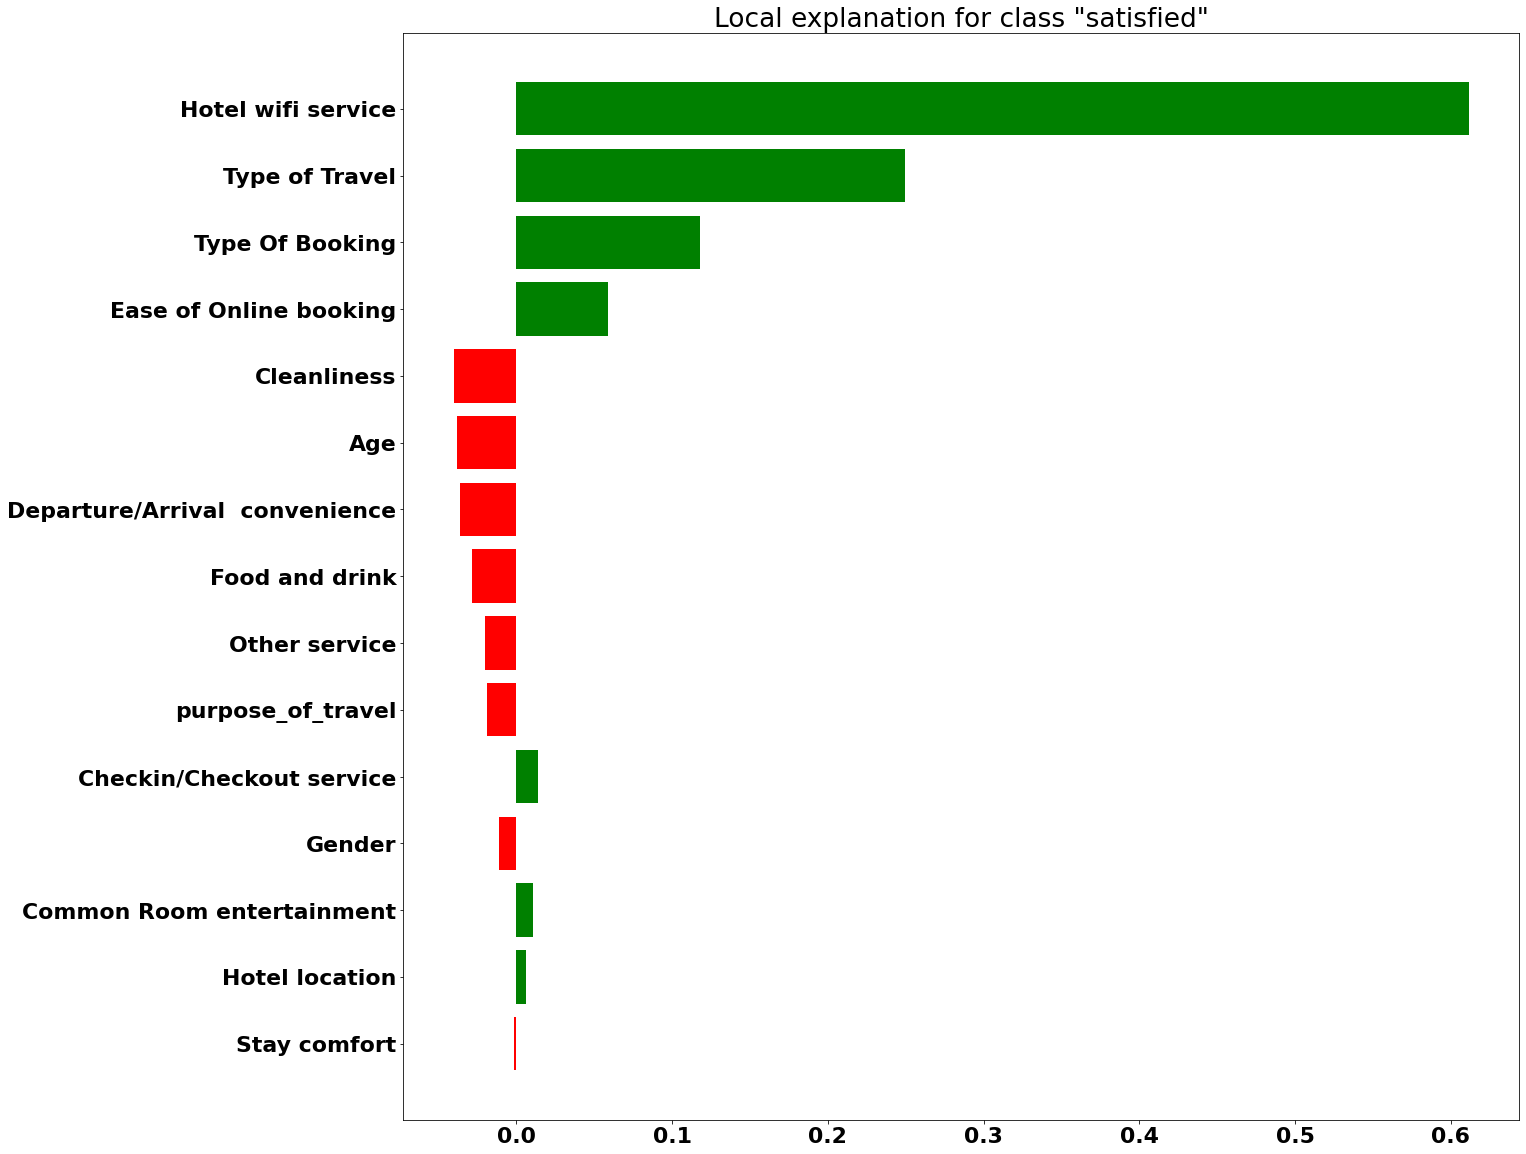 Local explanation for class "satisfied"
Hotel wifi service
Type of Travel
Type Of Booking
Ease of Online booking
Cleanliness
Age
Departure/Arrival  convenience
Food and drink
Other service
purpose_of_travel
Checkin/Checkout service
Gender
Common Room entertainment
Hotel location
Stay comfort
0.0 0.1 0.2 0.3 0.4 0.5 0.6